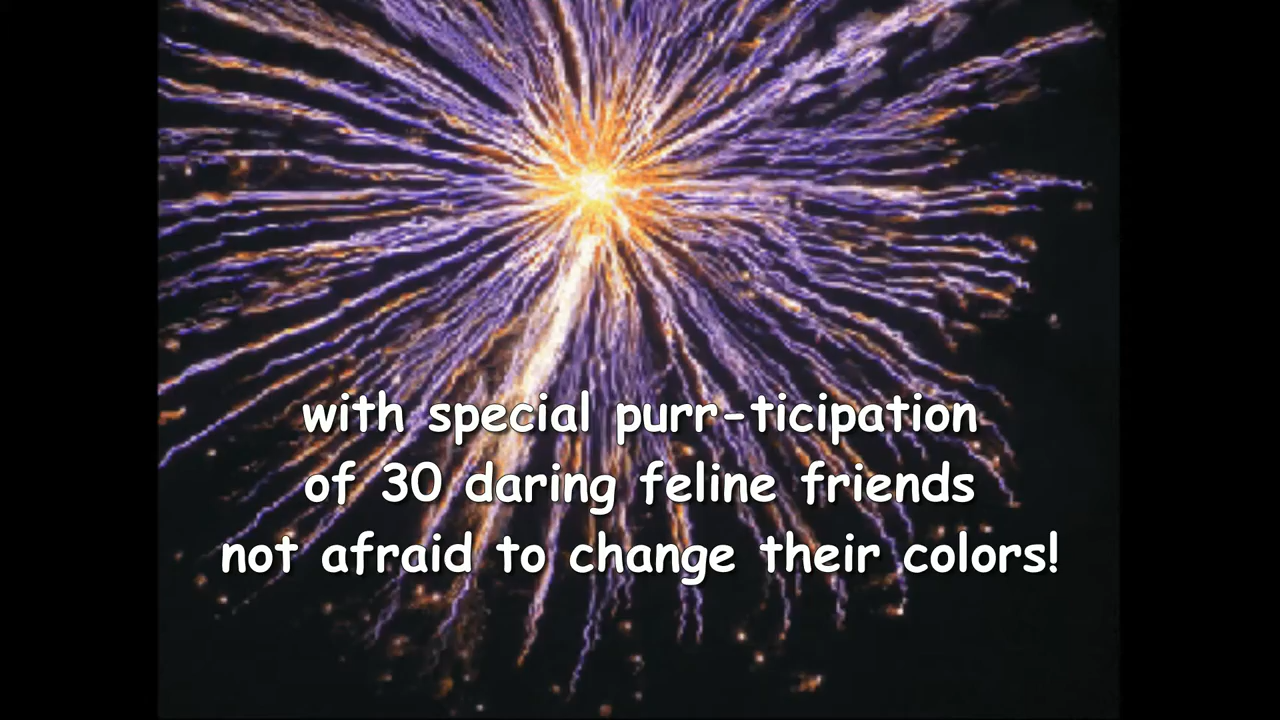 with special purr-ticipation
of 30 daring feline friends
not afraid to change their colors!